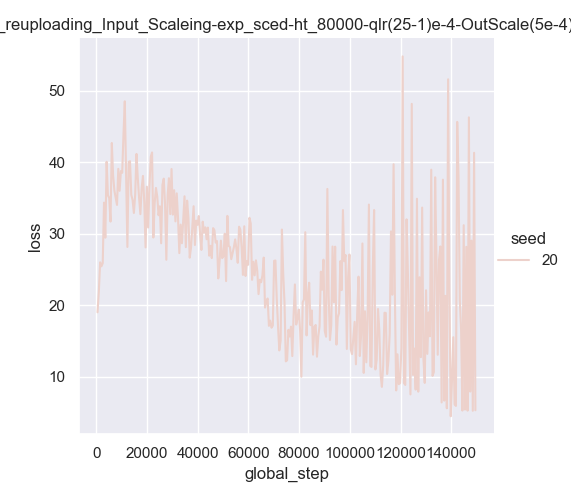 _reuploading_Input_Scaleing-exp_sced-ht_80000-qlr(25-1)e-4-OutScale(5e-4)
50
40
30
20
10
loss
seed
20
0 20000 40000 60000 80000 100000 120000 140000
global_step